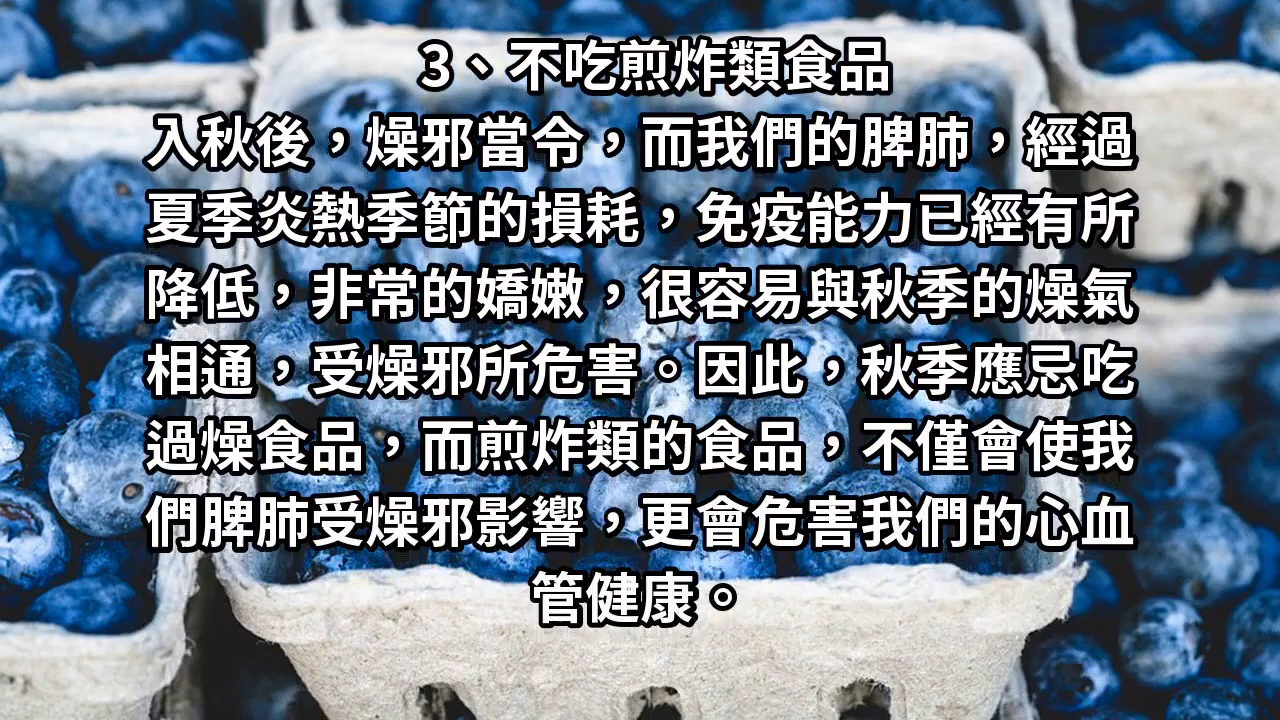 3、不吃煎炸類食品
入秋後，燥邪當令，而我們的脾肺，經過
夏季炎熱季節的損耗，免疫能力已經有所
降低，非常的嬌嫩，很容易與秋季的燥氣
相通，受燥邪所危害。因此，秋季應忌吃
過燥食品，而煎炸類的食品，不僅會使我
們脾肺受燥邪影響，更會危害我們的心血
管健康。